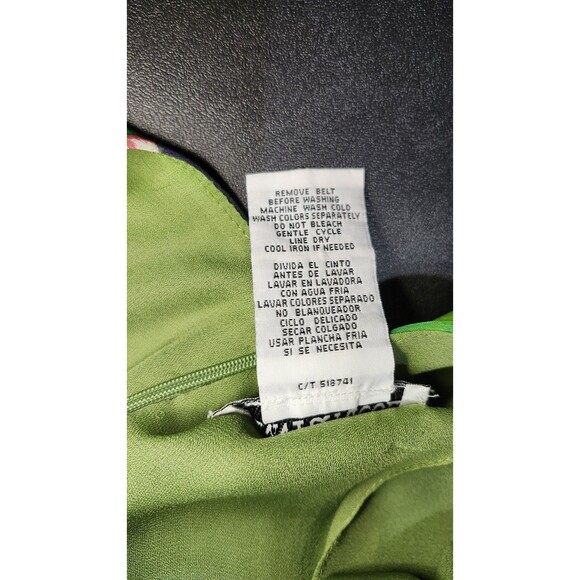 REMOVE BELT
BEFORE WASHING
MACHINE WASH COLD
WASH COLORS SEPARATELY
DO NOT BLEACH
GENTLE CYCLE
LINE DRY
COOL IRON IF NEEDED
DIVIDA EL CINTO
ANTES DE LAVAR
LAVAR EN LAVADORA
CON AGUA FRIA
LAVAR COLORES SEPARADO
NO BLANQUEADOR
CICLO DELICADO
SECAR COLGADO
USAR PLANCHA FRIA
SI SE NECESITA
C/T 518741